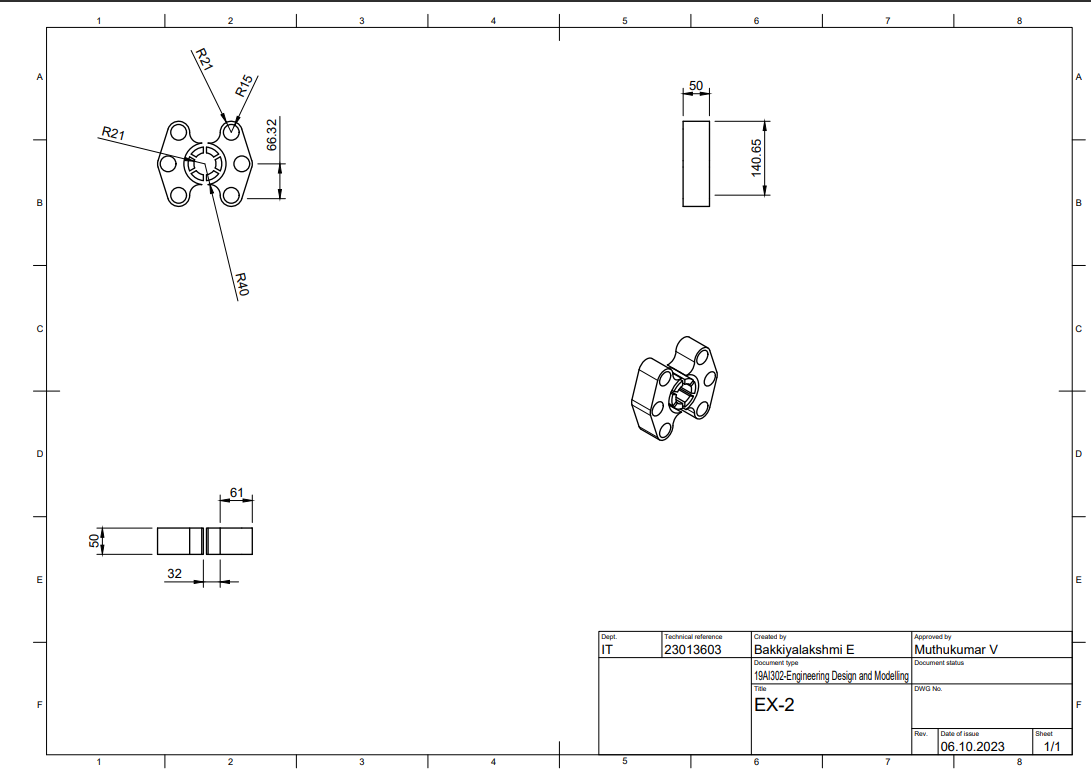 1 2 3 4 5 6 7 8
A A
R21
R15
50
R21
66.32
140.65
B B
R40
C C
D D
61
50
32
E E
Dept. Technical reference Created by Approved by
IT 23013603 Bakkiyalakshmi E Muthukumar V
Document type Document status
19AI302-Engineering Design and Modelling
Title DWG No.
EX-2
F F
Rev. Date of issue Sheet
06.10.2023 1/1
1 2 3 4 5 6 7 8